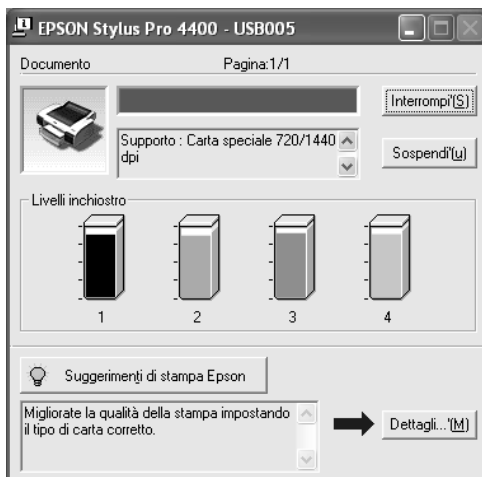 EPSON Stylus Pro 4400 - USB005
Documento Pagina:1/1
Interrompi'(S)
Supporto : Carta speciale 720/1440
dpi
Sospendi'(u)
Livelli inchiostro
1 2 3 4
Suggerimenti di stampa Epson
Migliorate la qualità della stampa impostando
il tipo di carta corretto.
Dettagli...'(M)